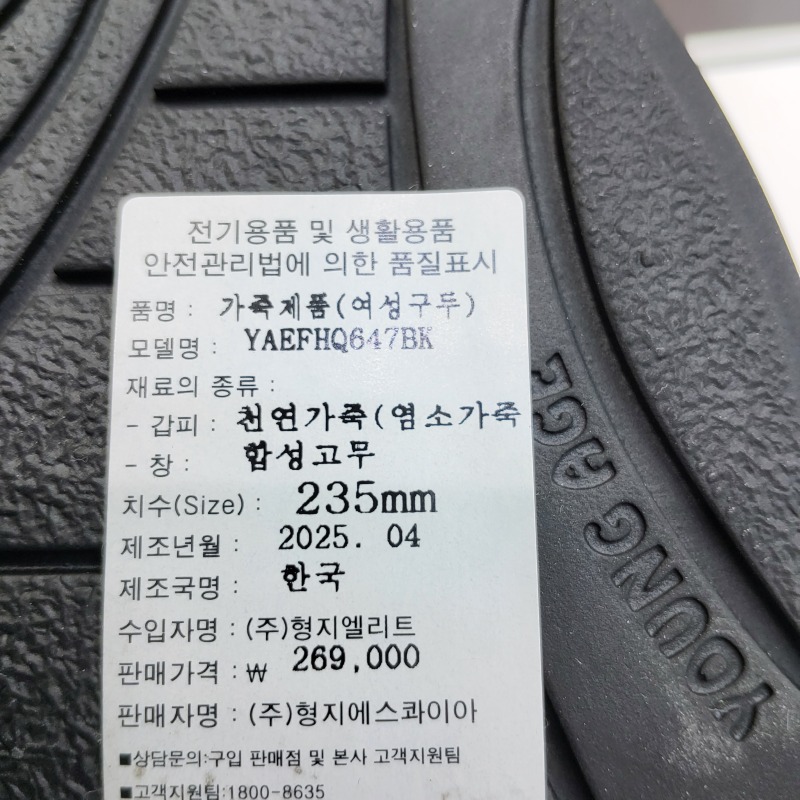 전기용품 및 생활용품
안전관리법에 의한 품질표시
품명 : 가죽제품(여성구두)
모델명 : YAEFHQ647BK
재료의 종류 :
- 갑피 : 천연가죽(염소가죽
- 창 : 합성고무
치수(Size) : 235mm
제조년월 : 2025. 04
제조국명 : 한국
수입자명 : (주)형지엘리트
판매가격 : ₩ 269,000
판매자명 : (주)형지에스콰이아
■상담문의:구입 판매점 및 본사 고객지원팀
■고객지원팀:1800-8635
YOUNG AGE